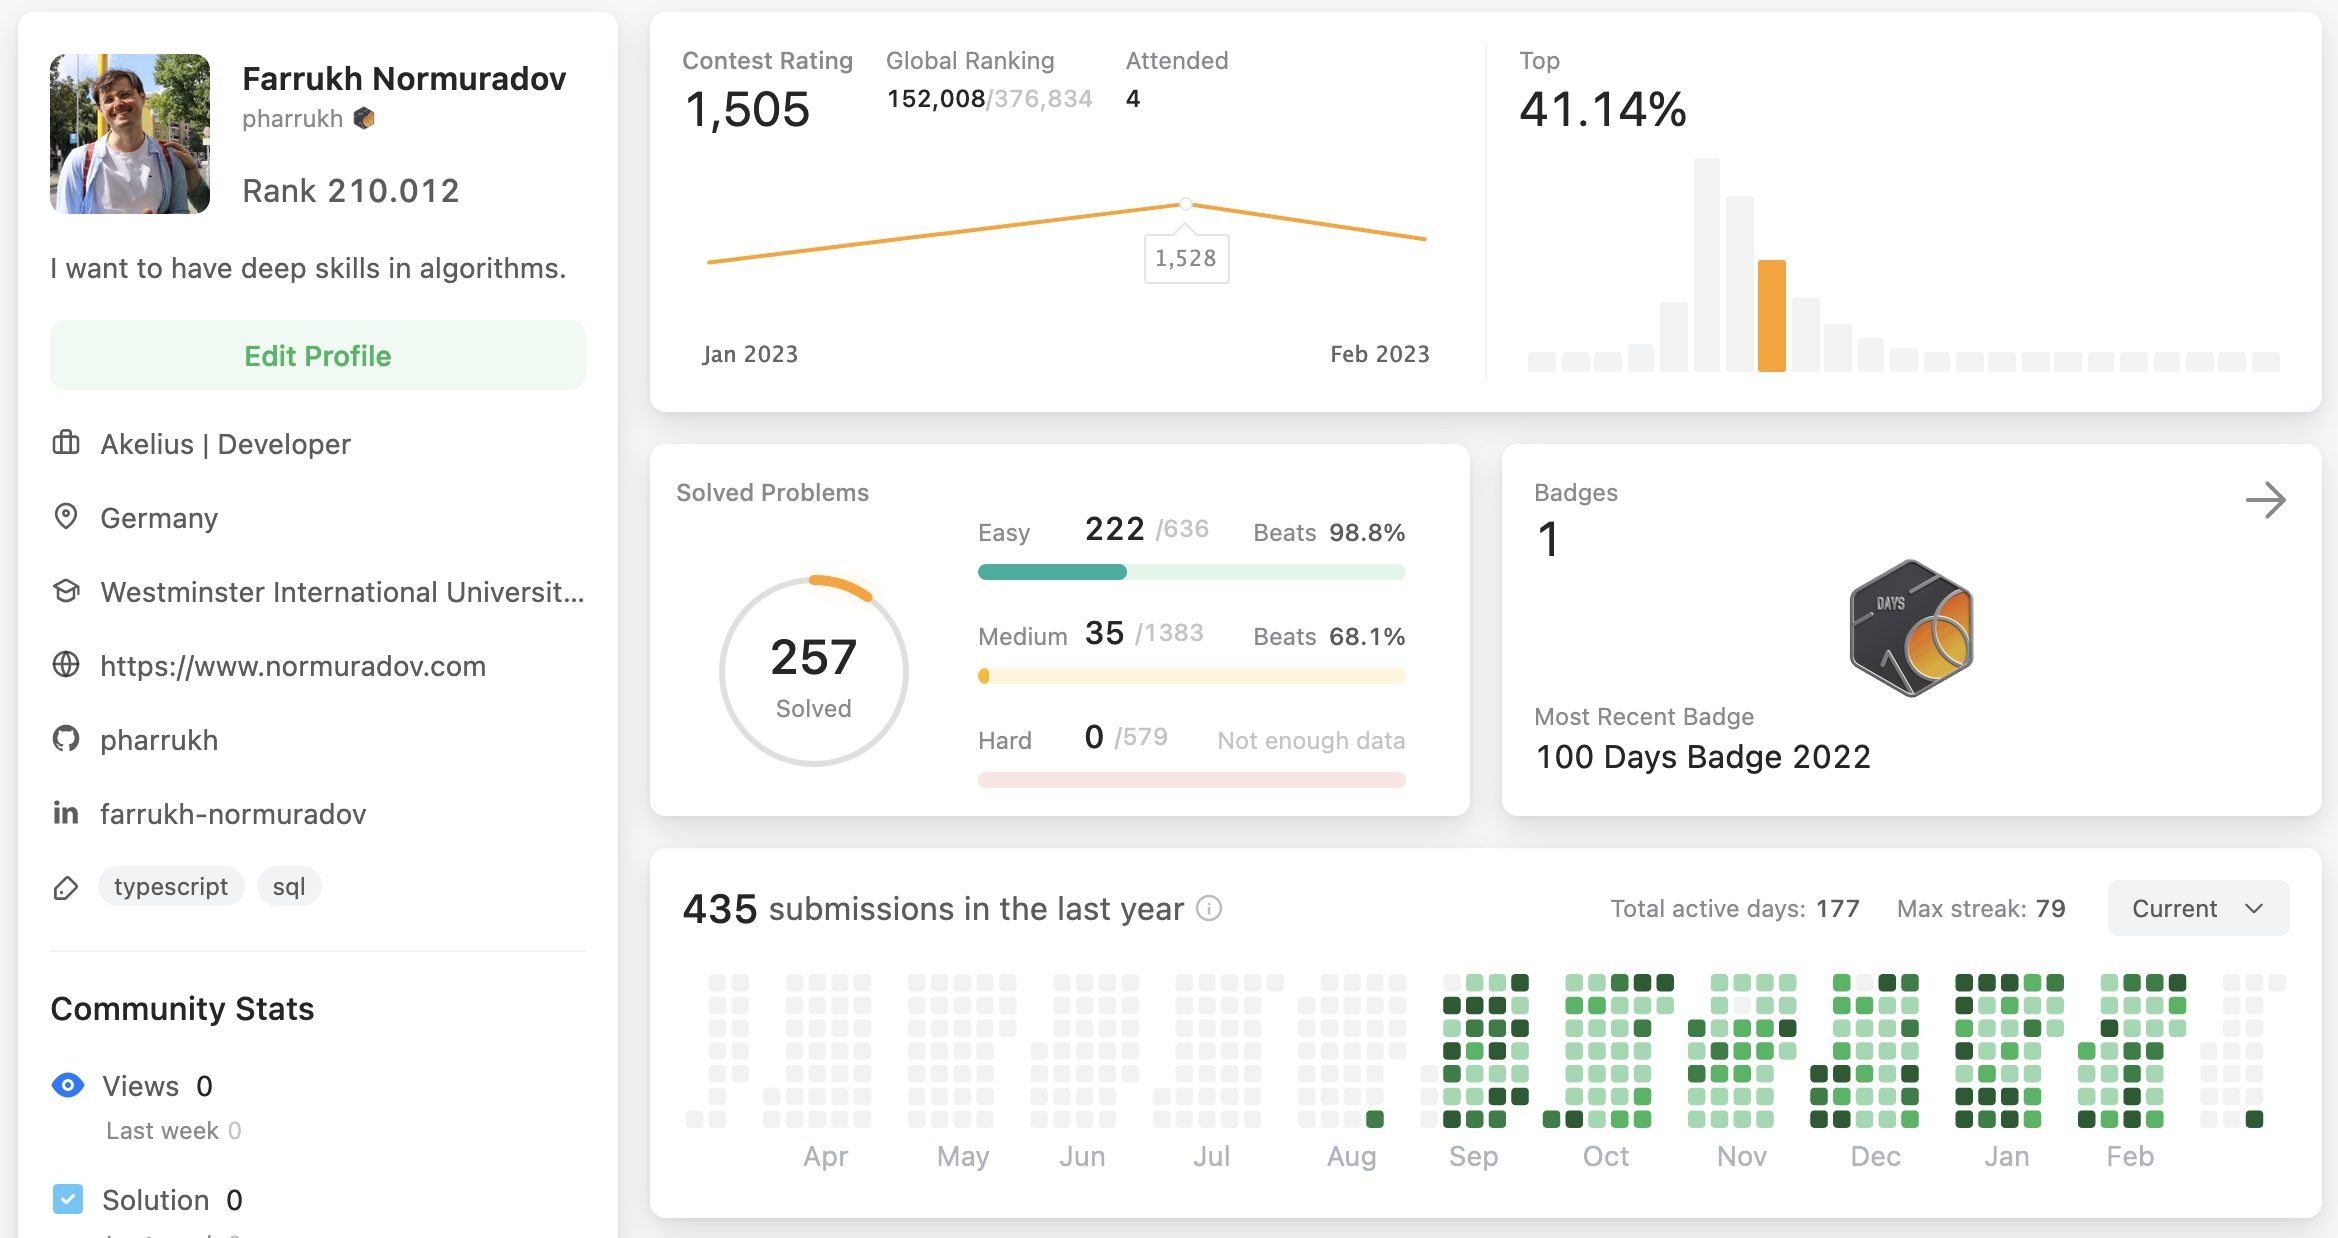 Farrukh Normuradov
pharrukh
Rank 210.012
I want to have deep skills in algorithms.
Edit Profile
Akelius | Developer
Germany
Westminster International Universit...
https://www.normuradov.com
pharrukh
farrukh-normuradov
typescript sql
Community Stats
Views 0
Last week 0
Solution 0
Contest Rating
1,505
Global Ranking
152,008/376,834
Attended
4
1,528
Jan 2023 Feb 2023
Top
41.14%
Solved Problems
257
Solved
Easy 222 /636 Beats 98.8%
Medium 35 /1383 Beats 68.1%
Hard 0 /579 Not enough data
Badges
1
DAYS
100
Most Recent Badge
100 Days Badge 2022
435 submissions in the last year
Total active days: 177 Max streak: 79 Current
Apr May Jun Jul Aug Sep Oct Nov Dec Jan Feb